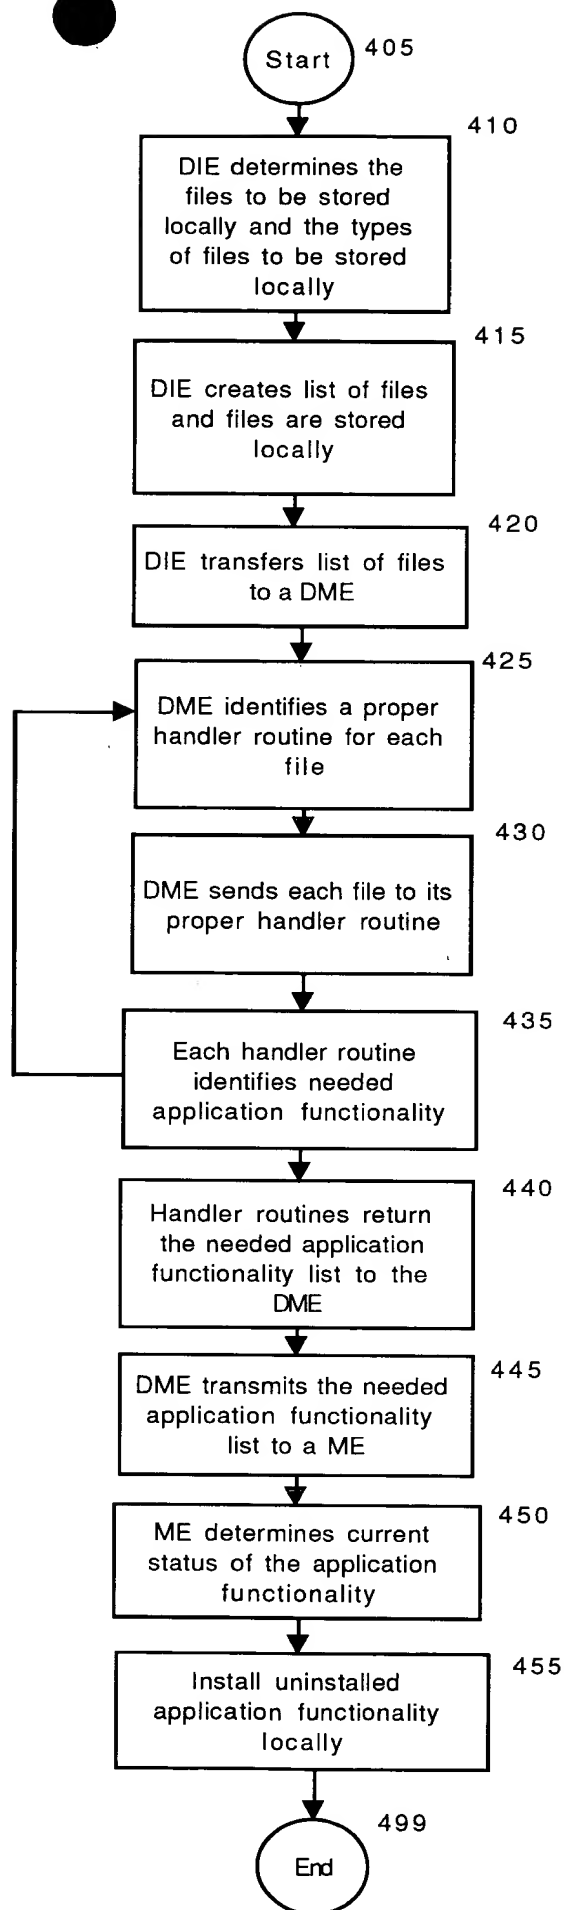 Start 405
410
DIE determines the
files to be stored
locally and the types
of files to be stored
locally
415
DIE creates list of files
and files are stored
locally
420
DIE transfers list of files
to a DME
425
DME identifies a proper
handler routine for each
file
430
DME sends each file to its
proper handler routine
435
Each handler routine
identifies needed
application functionality
440
Handler routines return
the needed application
functionality list to the
DME
445
DME transmits the needed
application functionality
list to a ME
450
ME determines current
status of the application
functionality
455
Install uninstalled
application functionality
locally
499
End